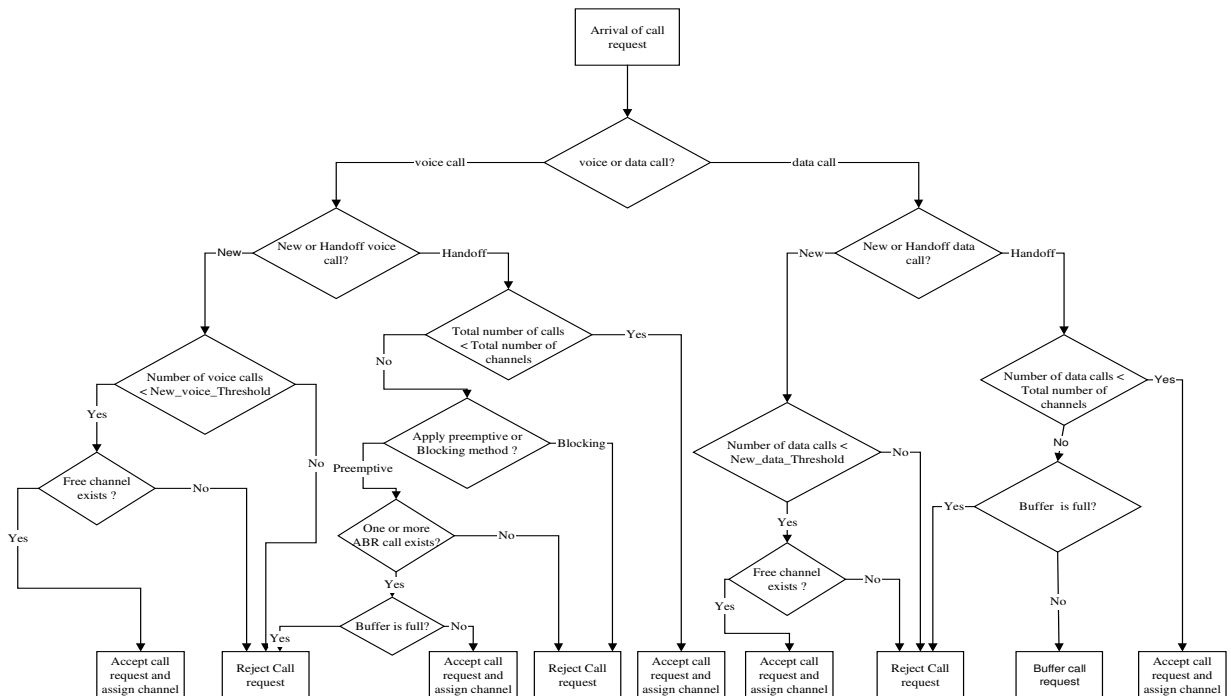 Arrival of call
request
voice or data call?
voice call
data call
New or Handoff voice
call?
New
Handoff
New or Handoff data
call?
New
Handoff
Total number of calls
< Total number of
channels
Yes
No
Number of voice calls
< New_voice_Threshold
Yes
No
Number of data calls <
Total number of
channels
Yes
No
Apply preemptive or
Blocking method ?
Blocking
Preemptive
Number of data calls <
New_data_Threshold
No
Yes
Free channel
exists ?
No
Yes
One or more
ABR call exists?
No
Yes
Buffer is full?
Yes
No
Free channel
exists ?
No
Yes
Buffer is full?
Yes
No
Accept call
request and
assign channel
Reject Call
request
Accept call
request and
assign channel
Reject Call
request
Accept call
request and
assign channel
Accept call
request and
assign channel
Reject Call
request
Buffer call
request
Accept call
request and
assign channel